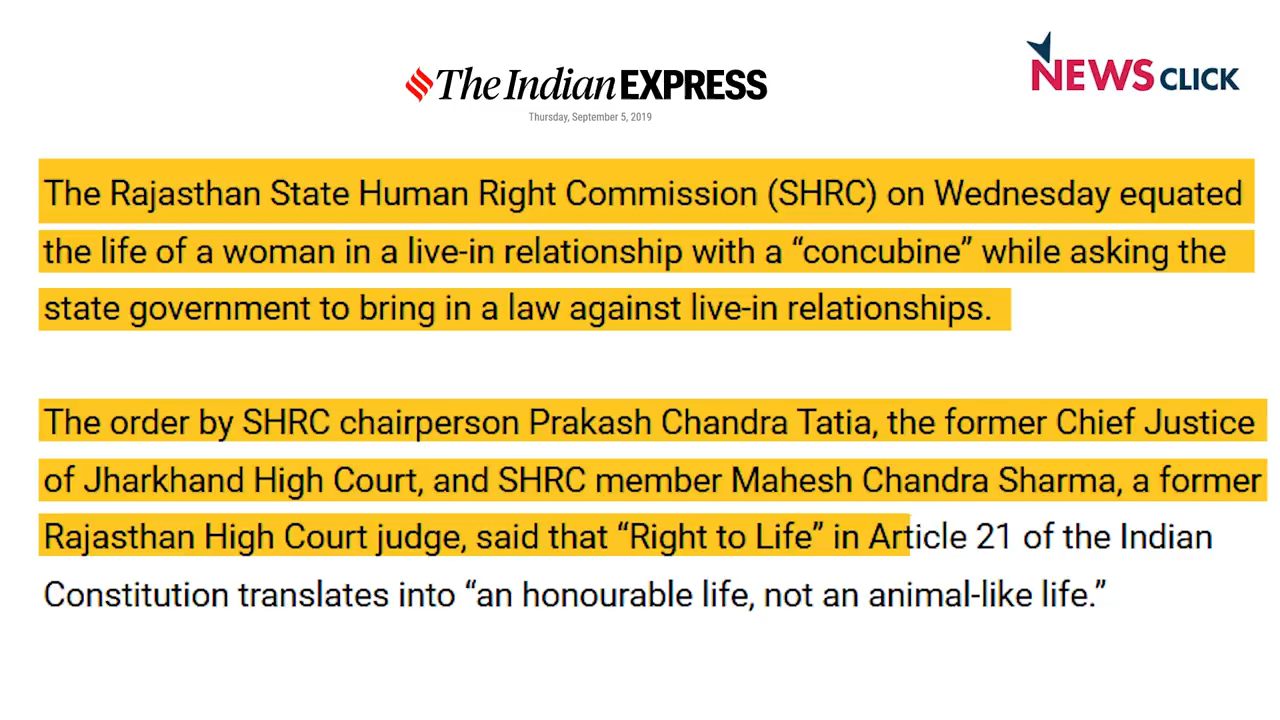 The Indian EXPRESS
Thursday, September 5, 2019
NEWS CLICK
The Rajasthan State Human Right Commission (SHRC) on Wednesday equated
the life of a woman in a live-in relationship with a “concubine” while asking the
state government to bring in a law against live-in relationships.
The order by SHRC chairperson Prakash Chandra Tatia, the former Chief Justice
of Jharkhand High Court, and SHRC member Mahesh Chandra Sharma, a former
Rajasthan High Court judge, said that “Right to Life” in Article 21 of the Indian
Constitution translates into “an honourable life, not an animal-like life.”